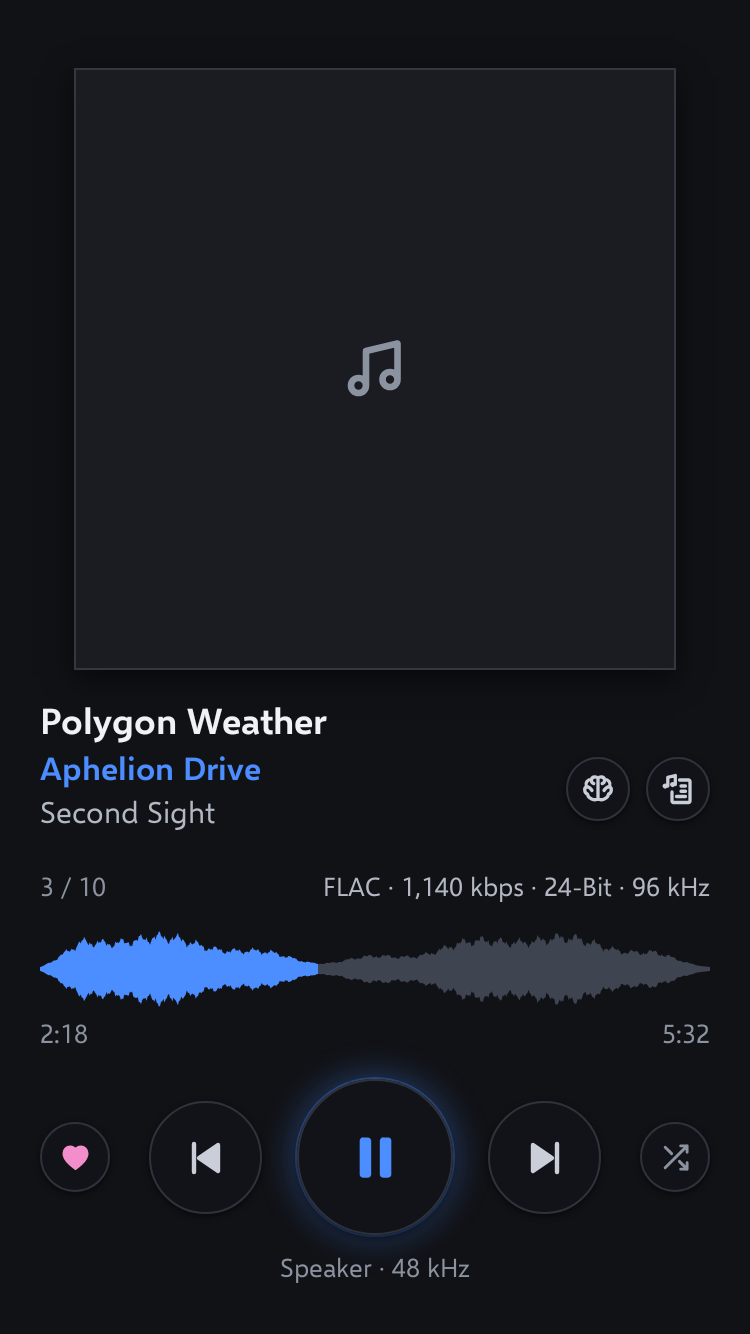 Polygon Weather
Aphelion Drive
Second Sight
3 / 10
FLAC · 1,140 kbps · 24-Bit · 96 kHz
2:18
5:32
Speaker · 48 kHz